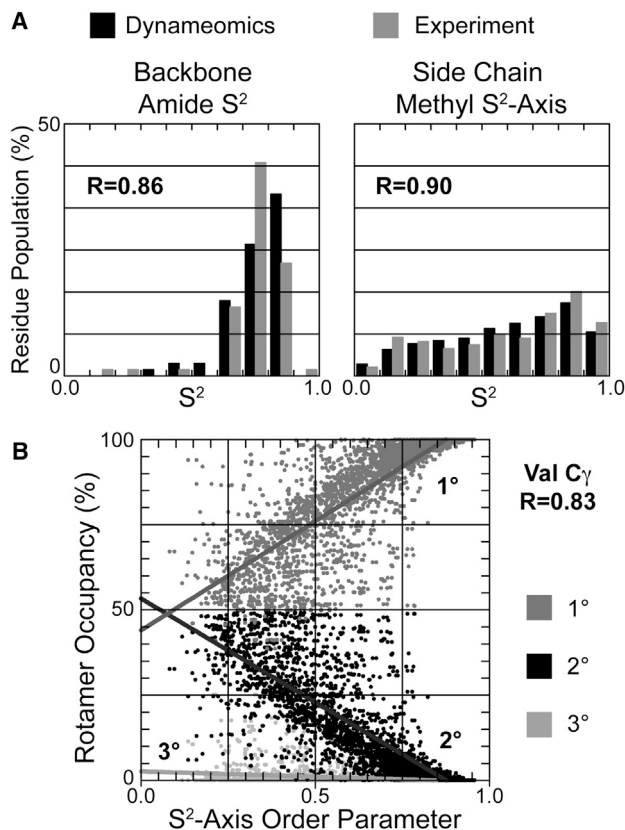 A
Dynameomics Experiment
Backbone Amide S²
Side Chain Methyl S²-Axis
Residue Population (%)
50
0
R=0.86
R=0.90
0.0 1.0
S²
0.0 1.0
S²
B
Rotamer Occupancy (%)
100
50
0
1°
2°
3°
0.0 0.5 1.0
S²-Axis Order Parameter
Val Cγ
R=0.83
1°
2°
3°